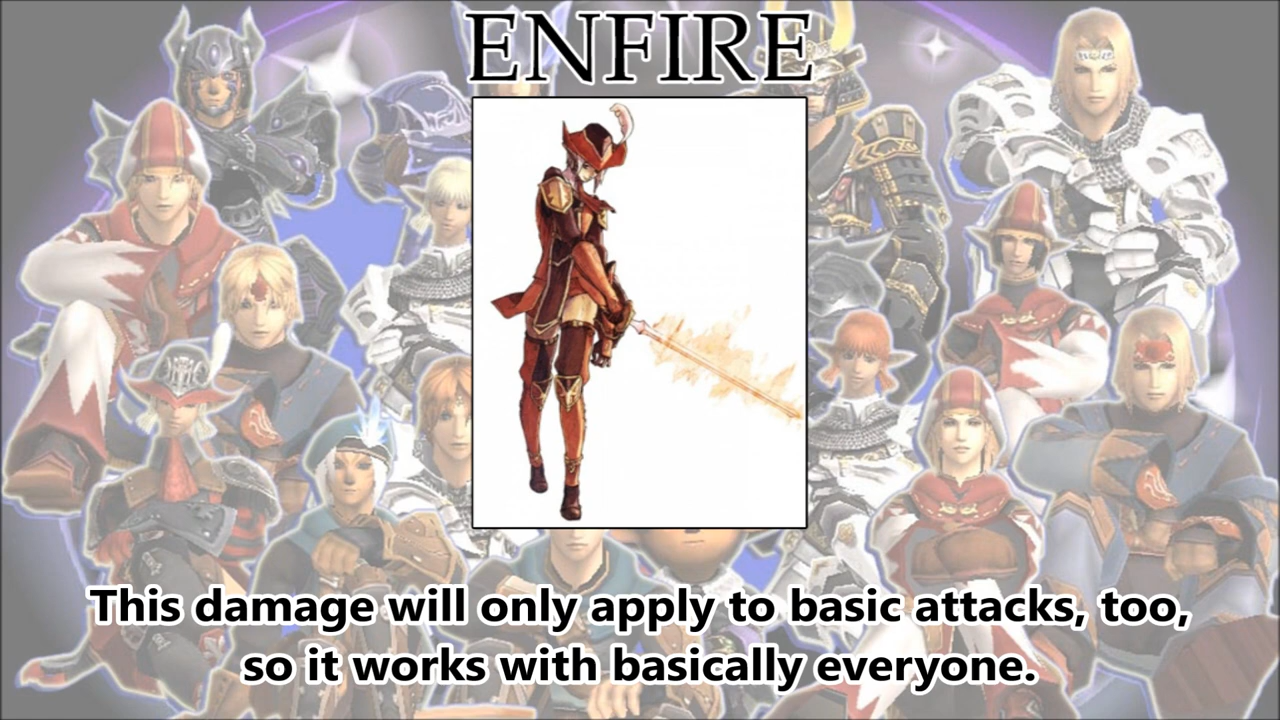 ENFIRE
This damage will only apply to basic attacks, too,
so it works with basically everyone.